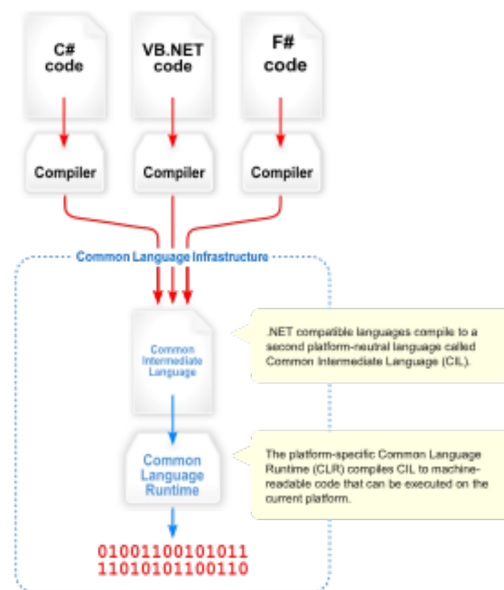 C#
code
VB.NET
code
F#
code
Compiler
Compiler
Compiler
Common Language Infrastructure
Common
Intermediate
Language
.NET compatible languages compile to a
second platform-neutral language called
Common Intermediate Language (CIL).
Common
Language
Runtime
The platform-specific Common Language
Runtime (CLR) compiles CIL to machine-
readable code that can be executed on the
current platform.
01001100101011
11010101100110